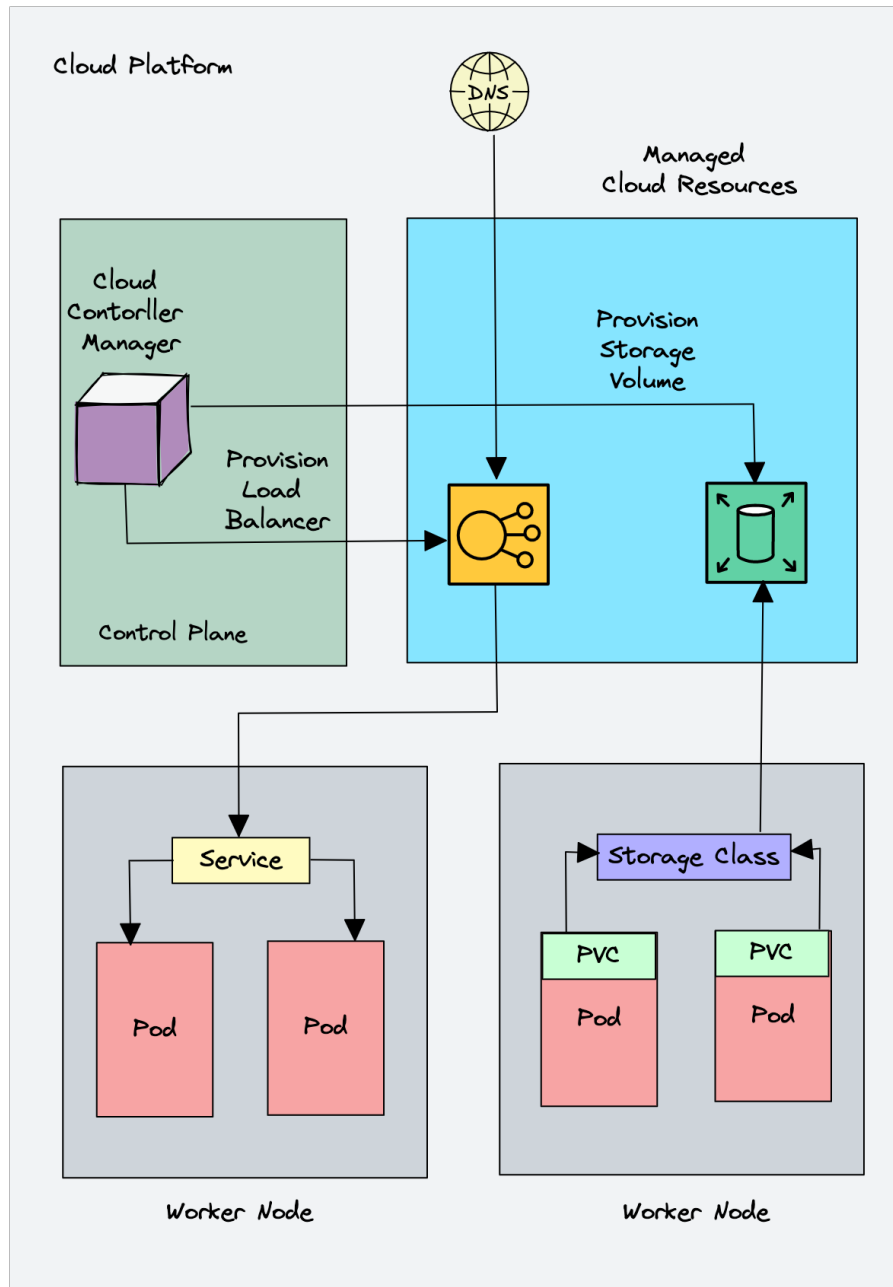 Cloud Platform
DNS
Managed
Cloud Resources
Cloud
Contorller
Manager
Provision
Storage
Volume
Provision
Load
Balancer
Control Plane
Service
Storage Class
PVC
PVC
Pod
Pod
Pod
Pod
Worker Node
Worker Node